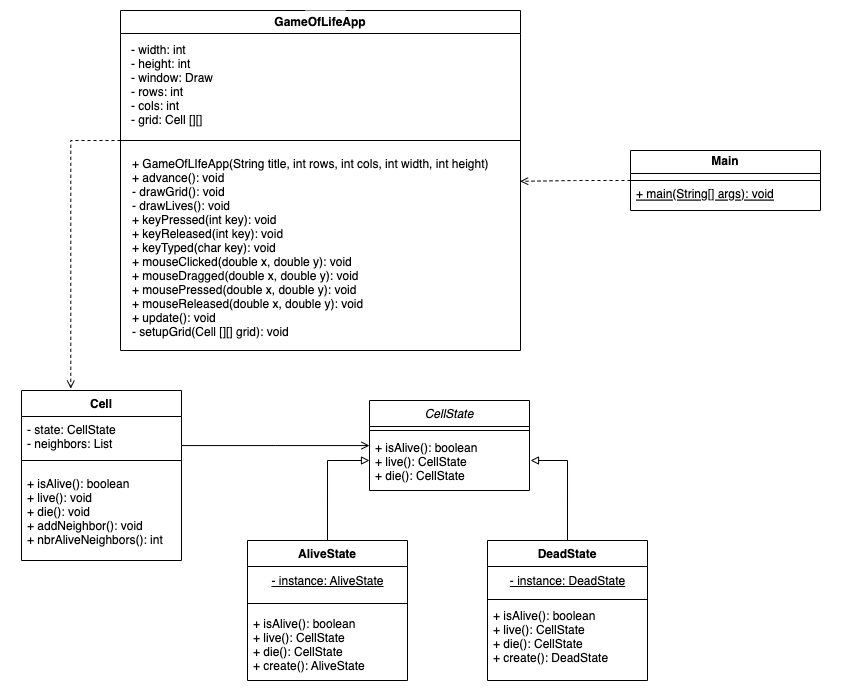 GameOfLifeApp
- width: int
- height: int
- window: Draw
- rows: int
- cols: int
- grid: Cell [][]
+ GameOfLIfeApp(String title, int rows, int cols, int width, int height)
+ advance(): void
- drawGrid(): void
- drawLives(): void
+ keyPressed(int key): void
+ keyReleased(int key): void
+ keyTyped(char key): void
+ mouseClicked(double x, double y): void
+ mouseDragged(double x, double y): void
+ mousePressed(double x, double y): void
+ mouseReleased(double x, double y): void
+ update(): void
- setupGrid(Cell [][] grid): void
Main
+ main(String[] args): void
Cell
- state: CellState
- neighbors: List
+ isAlive(): boolean
+ live(): void
+ die(): void
+ addNeighbor(): void
+ nbrAliveNeighbors(): int
CellState
+ isAlive(): boolean
+ live(): CellState
+ die(): CellState
AliveState
- instance: AliveState
+ isAlive(): boolean
+ live(): CellState
+ die(): CellState
+ create(): AliveState
DeadState
- instance: DeadState
+ isAlive(): boolean
+ live(): CellState
+ die(): CellState
+ create(): DeadState